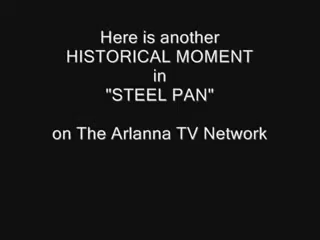 Here is another
HISTORICAL MOMENT
in
"STEEL PAN"
on The Arlanna TV Network